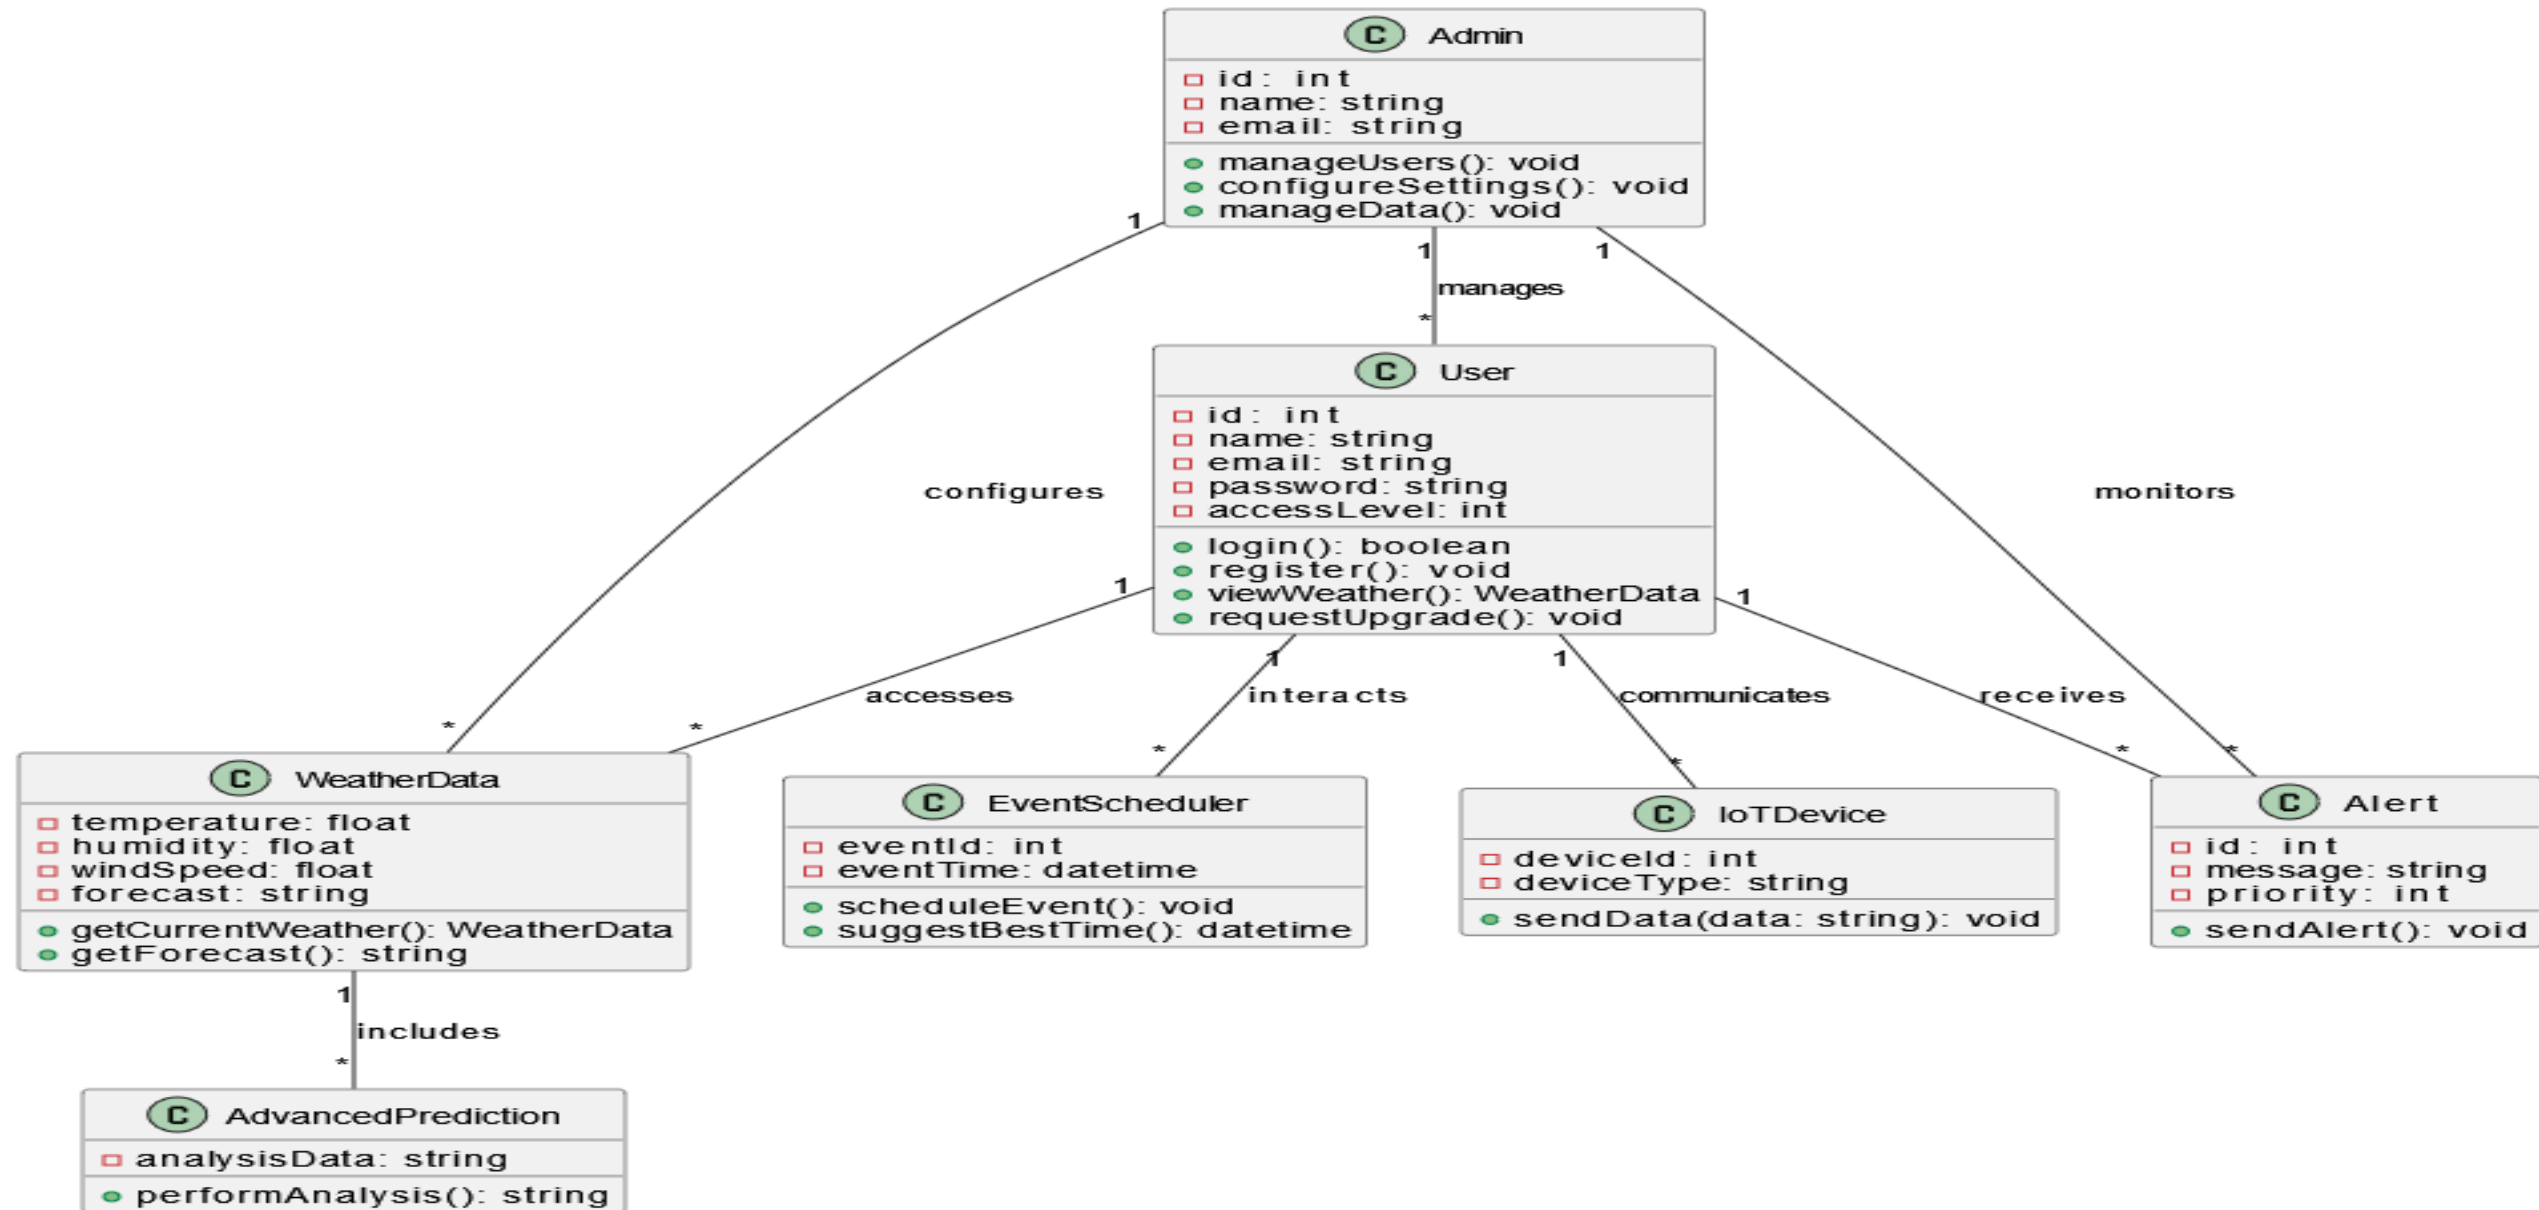 C Admin
id: int
name: string
email: string
manageUsers(): void
configureSettings(): void
manageData(): void
1
1
1
manages
*
C User
id: int
name: string
email: string
password: string
accessLevel: int
login(): boolean
register(): void
viewWeather(): WeatherData
requestUpgrade(): void
configures
monitors
1
1
1
1
accesses
interacts
communicates
receives
*
*
*
*
*
*
C WeatherData
temperature: float
humidity: float
windSpeed: float
forecast: string
getCurrentWeather(): WeatherData
getForecast(): string
C EventScheduler
eventId: int
eventTime: datetime
scheduleEvent(): void
suggestBestTime(): datetime
C IoTDevice
deviceId: int
deviceType: string
sendData(data: string): void
C Alert
id: int
message: string
priority: int
sendAlert(): void
1
includes
*
C AdvancedPrediction
analysisData: string
performAnalysis(): string